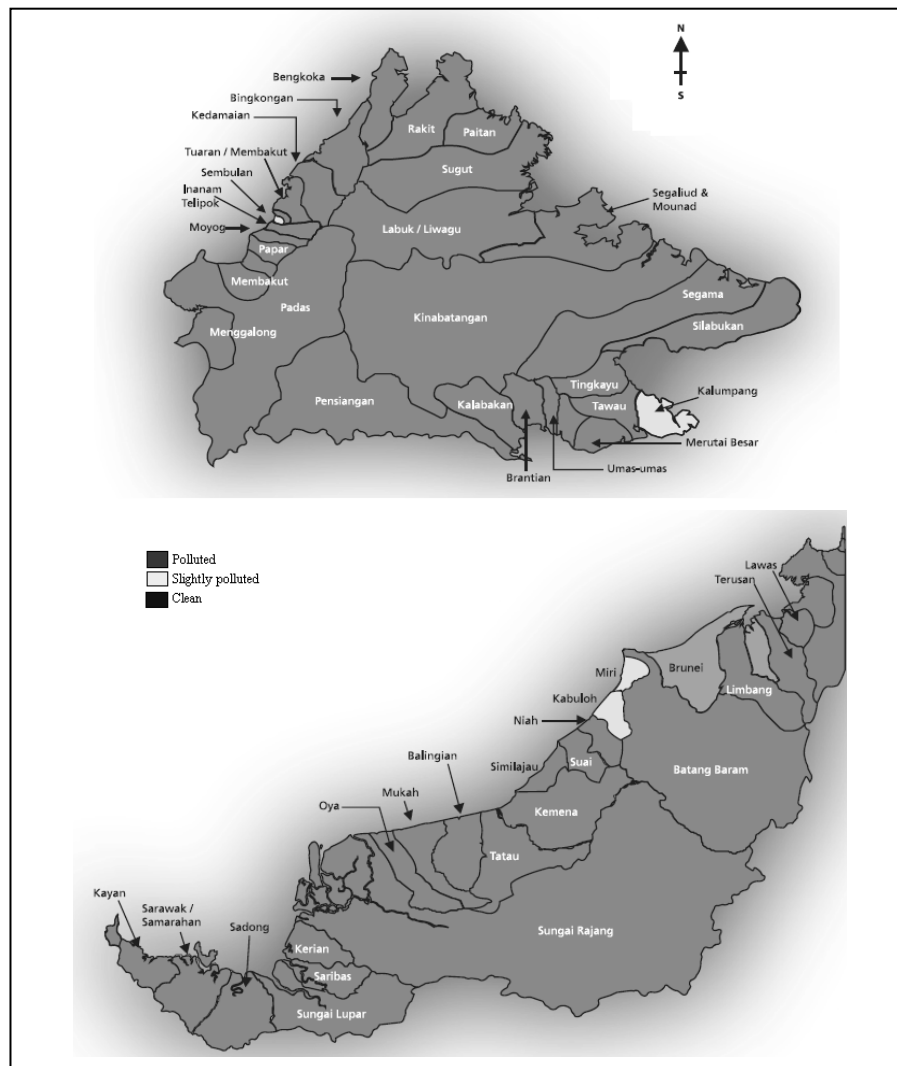 N
S
Bengkoka
Bingkongan
Kedamaian
Tuaran / Membakut
Sembulan
Inanam
Telipok
Moyog
Rakit
Paitan
Sugut
Segaliud &
Mounad
Labuk / Liwagu
Papar
Membakut
Padas
Menggalong
Kinabatangan
Segama
Silabukan
Pensiangan
Kalabakan
Tingkayu
Tawau
Kalumpang
Merutai Besar
Umas-umas
Brantian
Polluted
Slightly polluted
Clean
Lawas
Terusan
Brunei
Limbang
Miri
Kabuloh
Niah
Batang Baram
Suai
Similajau
Balingian
Kemena
Mukah
Oya
Tatau
Sungai Rajang
Kayan
Sarawak /
Samarahan
Sadong
Kerian
Saribas
Sungai Lupar